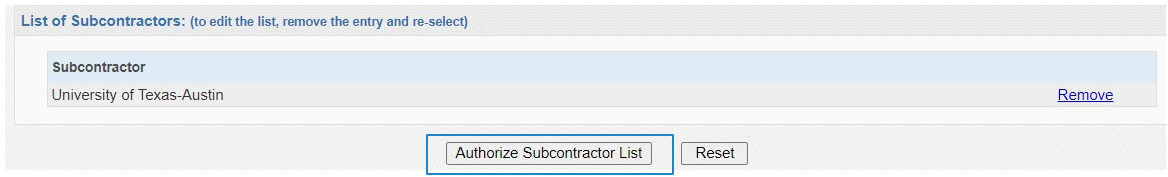 List of Subcontractors: (to edit the list, remove the entry and re-select)
Subcontractor
University of Texas-Austin Remove
Authorize Subcontractor List Reset